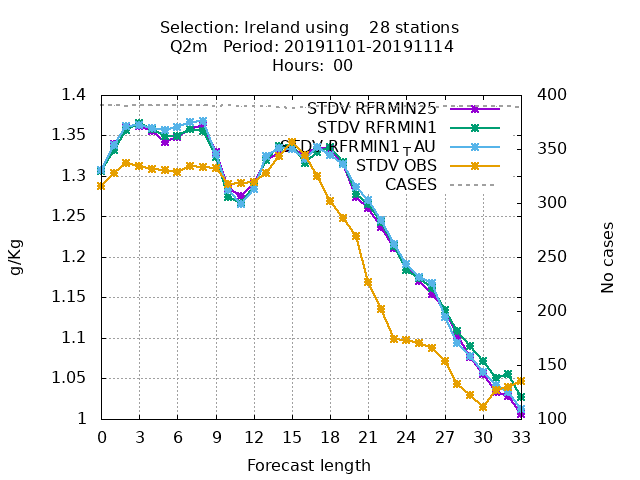 Selection: Ireland using 28 stations
Q2m Period: 20191101-20191114
Hours: 00
1.4
1.35
1.3
1.25
1.2
1.15
1.1
1.05
1
g/Kg
STDV RFRMIN25
STDV RFRMIN1
STDV RFRMIN1_AU
STDV OBS
CASES
400
350
300
250
200
150
100
No cases
0 3 6 9 12 15 18 21 24 27 30 33
Forecast length